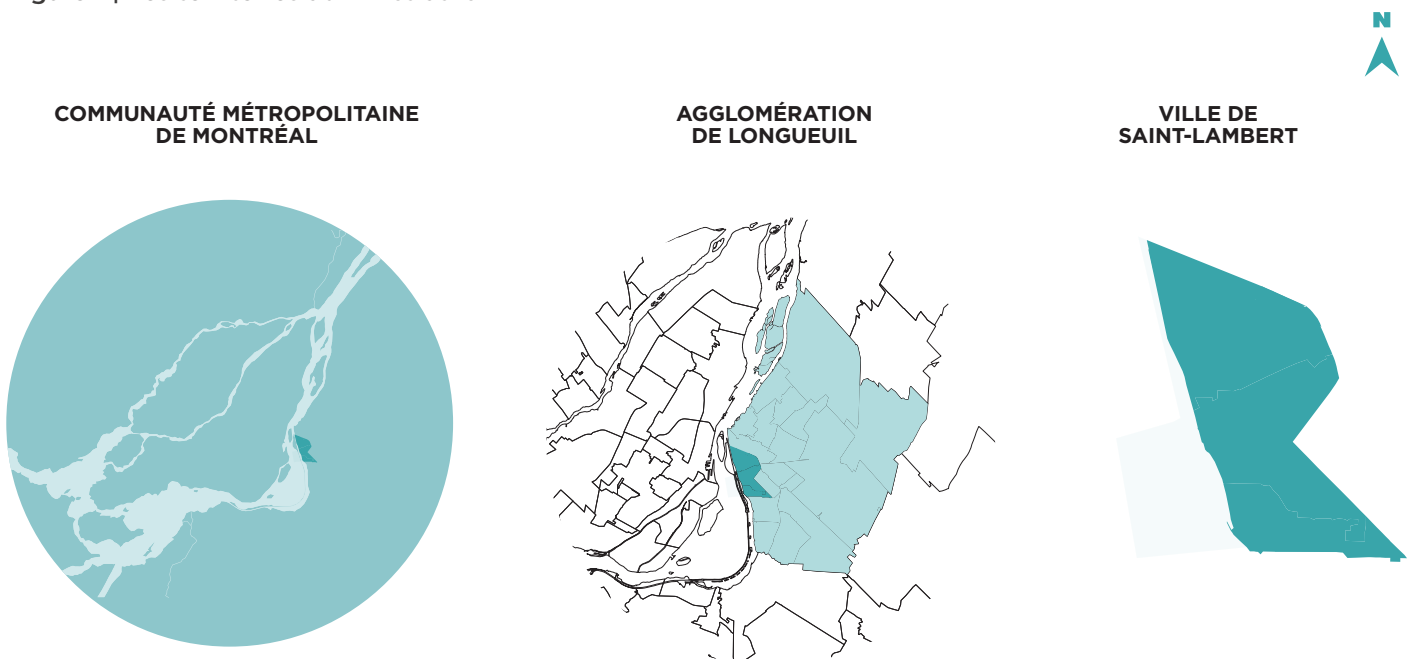 N
COMMUNAUTÉ MÉTROPOLITAINE
DE MONTRÉAL
AGGLOMÉRATION
DE LONGUEUIL
VILLE DE
SAINT-LAMBERT